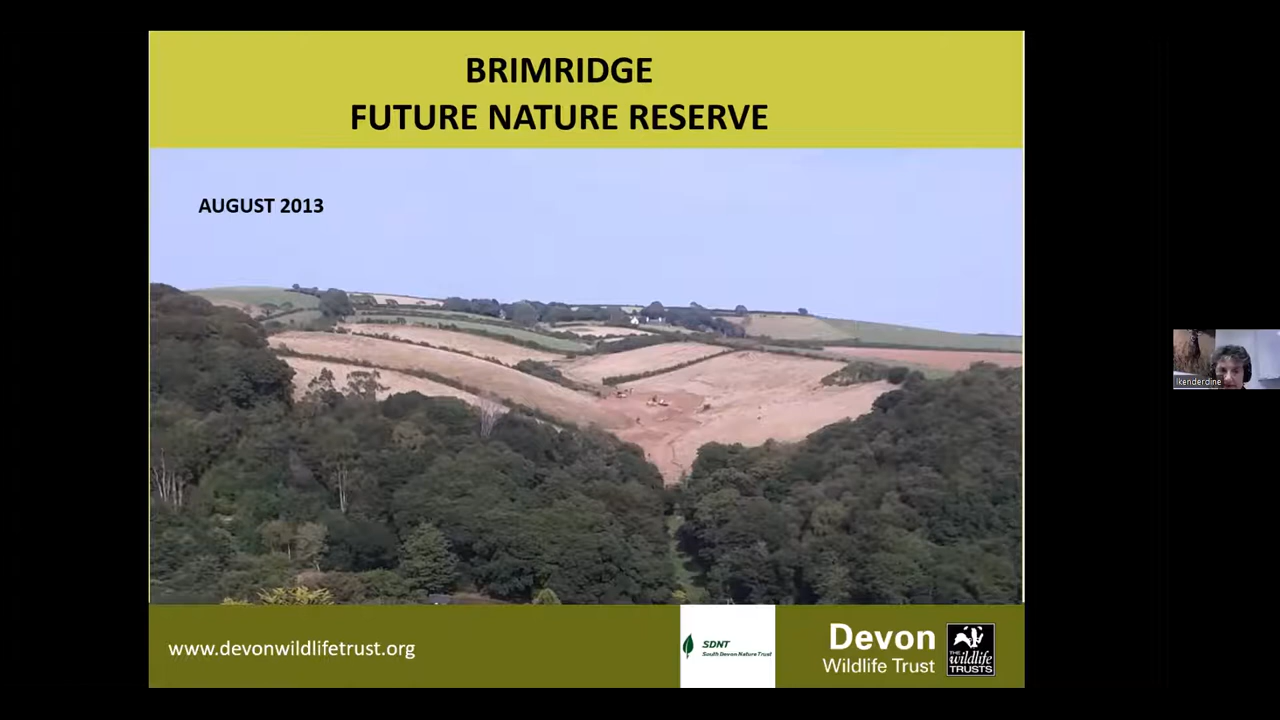 BRIMRIDGE
FUTURE NATURE RESERVE
AUGUST 2013
lkenderdine
www.devonwildlifetrust.org
SDNT
South Devon Nature Trust
Devon
Wildlife Trust
THE
wildlife
TRUSTS